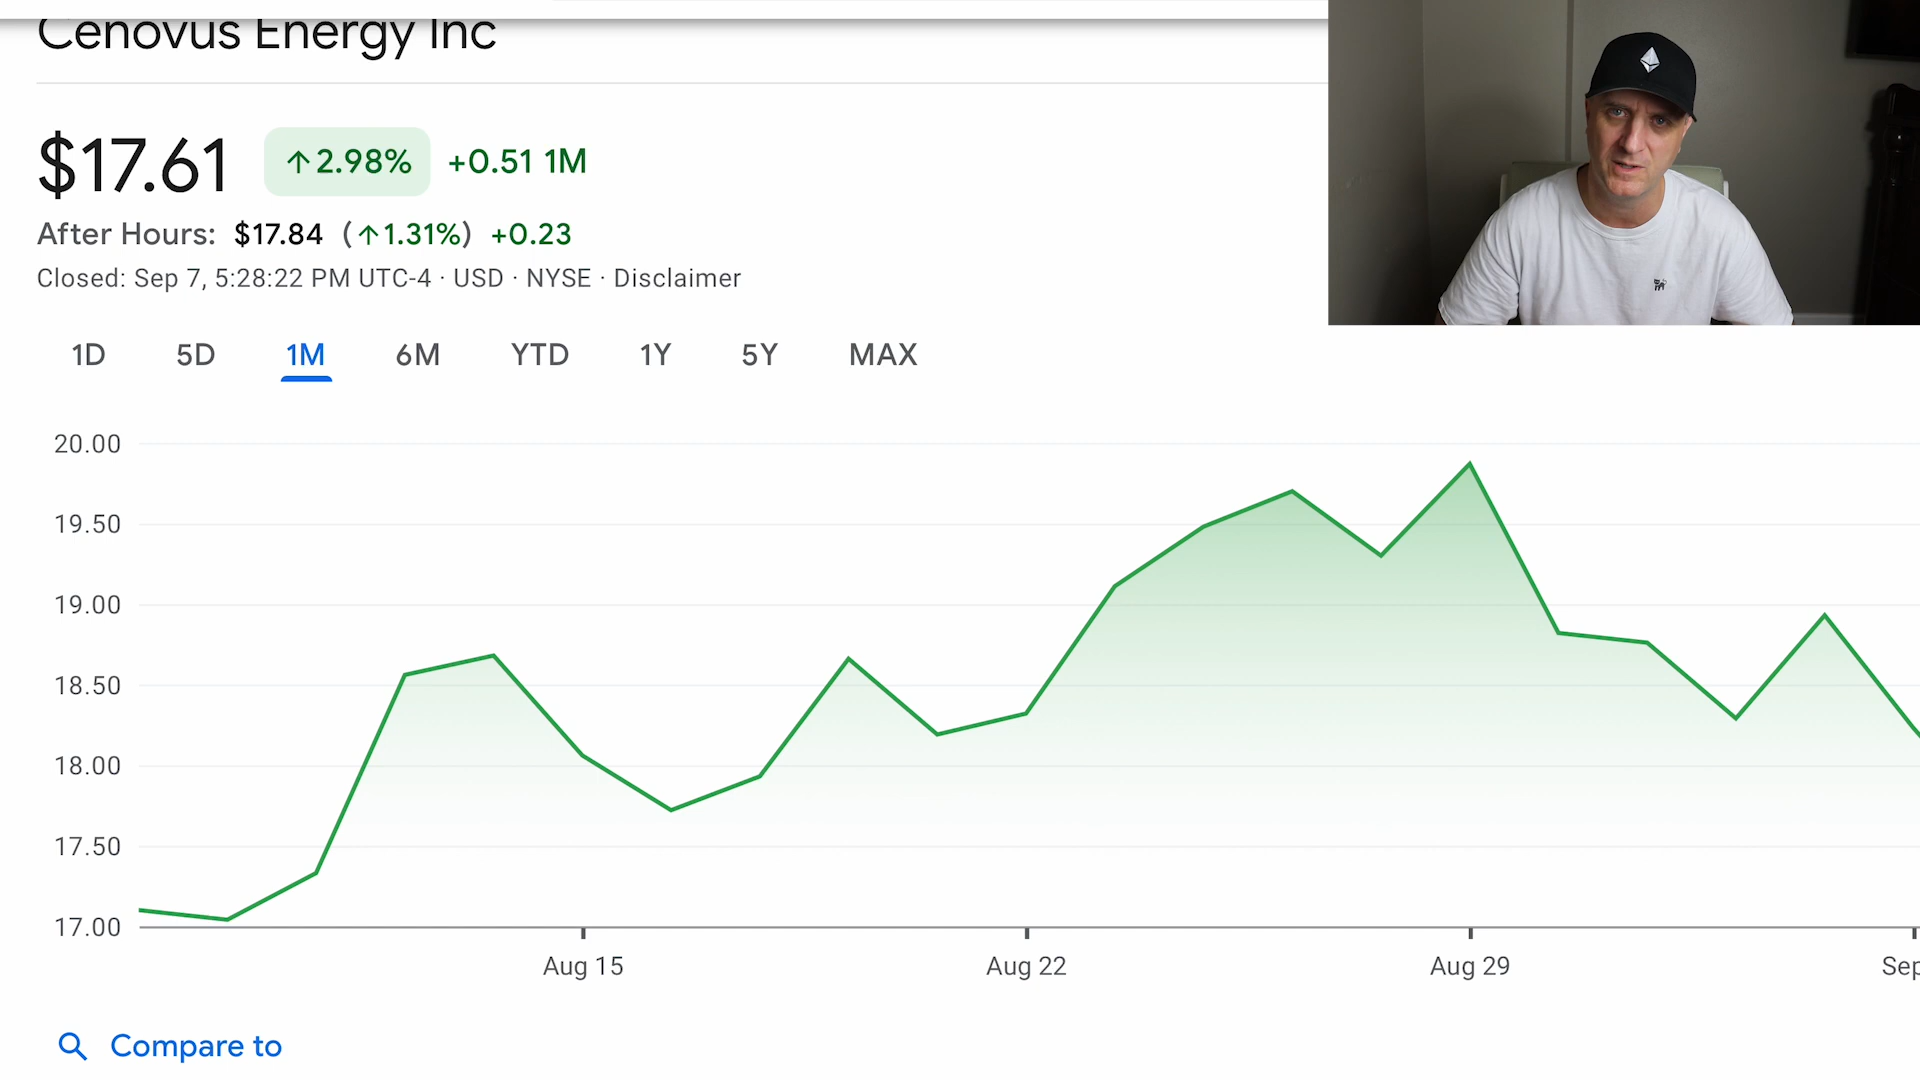 Cenovus Energy Inc
$17.61 ↑2.98% +0.51 1M
After Hours: $17.84 (↑1.31%) +0.23
Closed: Sep 7, 5:28:22 PM UTC-4 · USD · NYSE · Disclaimer
1D 5D 1M 6M YTD 1Y 5Y MAX
20.00
19.50
19.00
18.50
18.00
17.50
17.00
Aug 15 Aug 22 Aug 29 Sep
Compare to